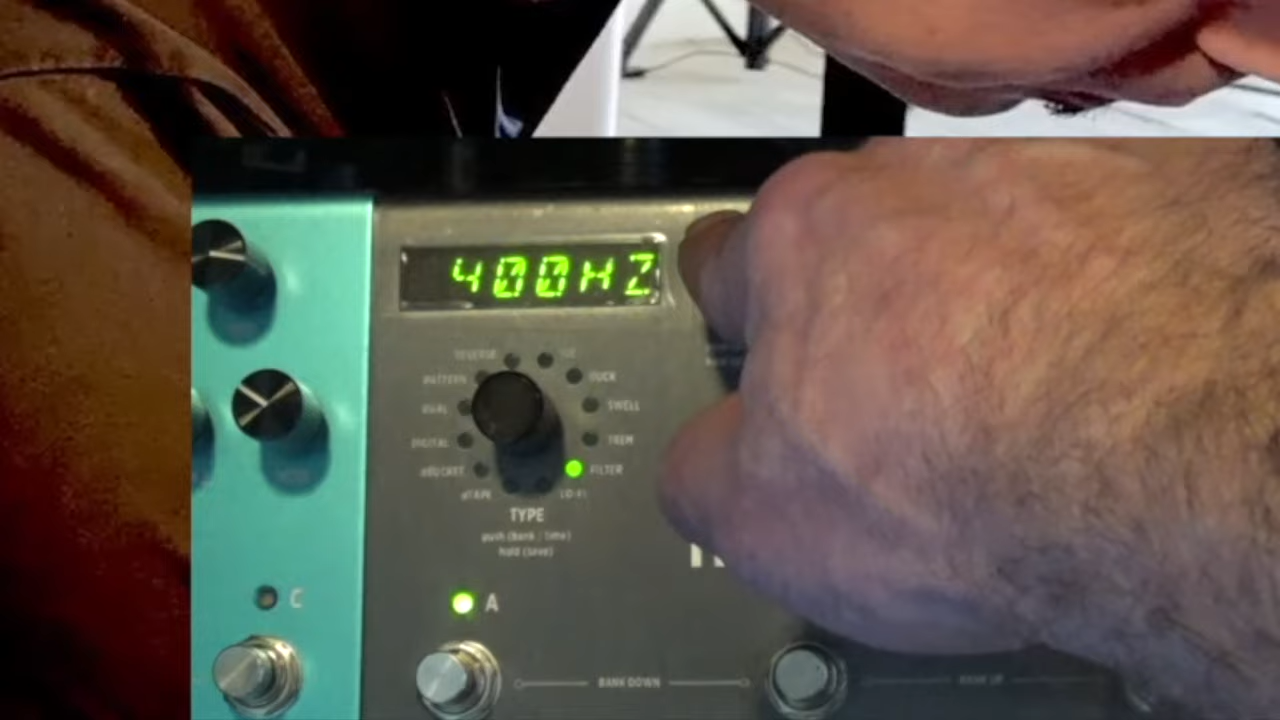 400HZ
REVERSE
ICE
PATTERN
DUCK
DUAL
SWELL
DIGITAL
TREM
dBUCKET
FILTER
dTAPE
LO-FI
TYPE
push (bank / time)
hold (save)
C
A
BANK DOWN
BANK UP